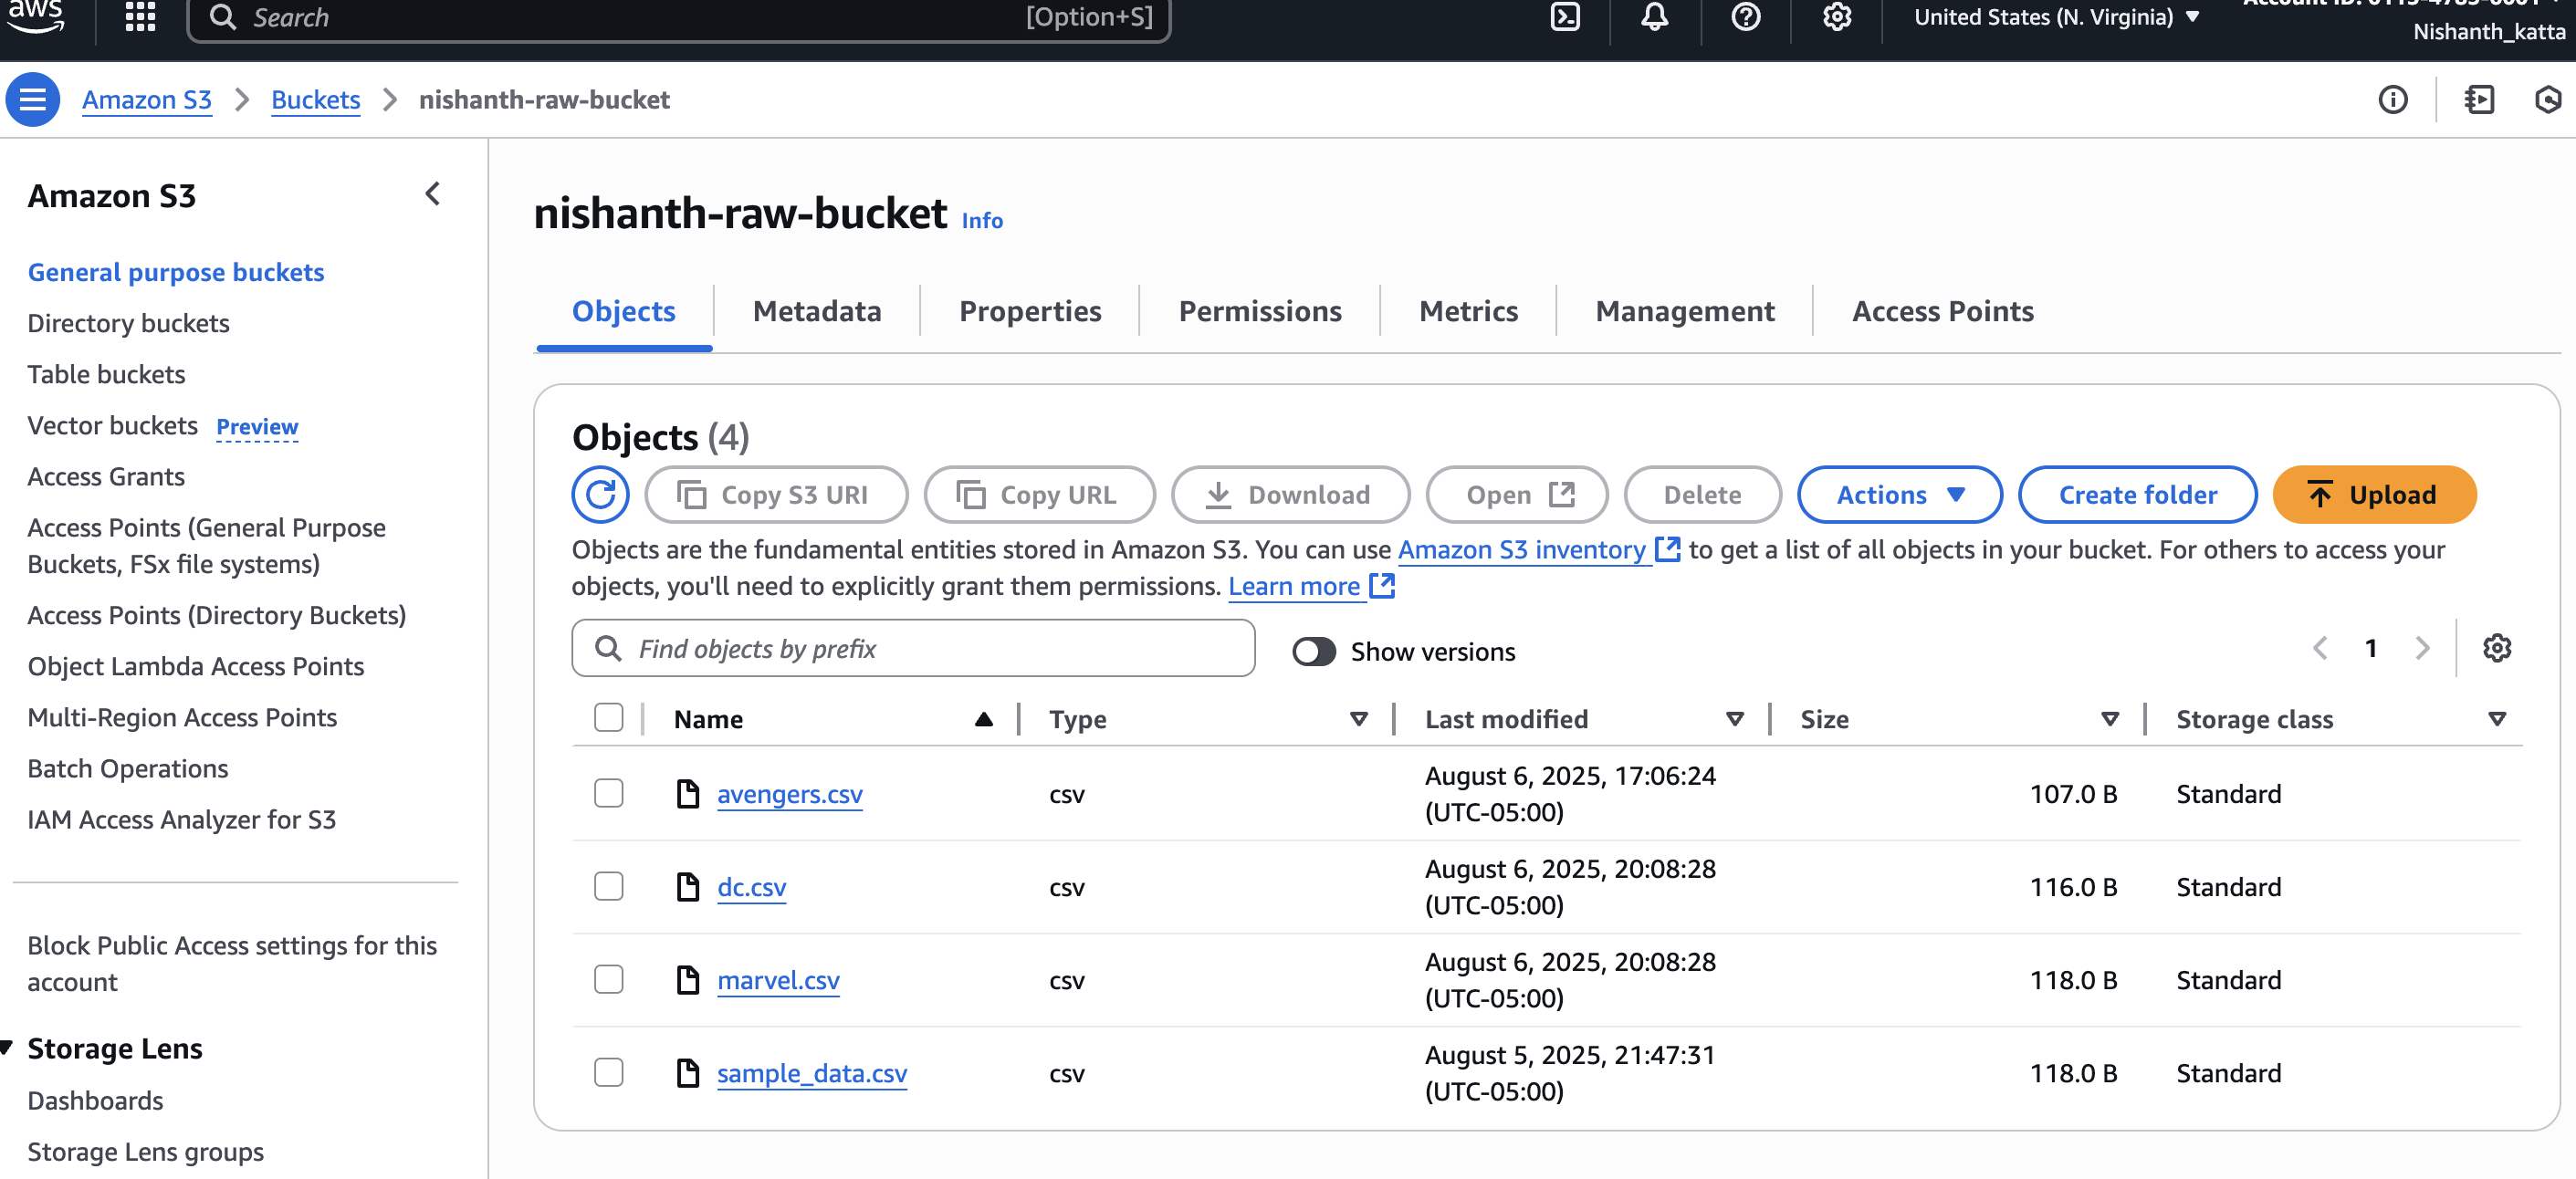 aws
Search [Option+S]
United States (N. Virginia)
Nishanth_katta
Amazon S3 > Buckets > nishanth-raw-bucket
Amazon S3
General purpose buckets
Directory buckets
Table buckets
Vector buckets Preview
Access Grants
Access Points (General Purpose
Buckets, FSx file systems)
Access Points (Directory Buckets)
Object Lambda Access Points
Multi-Region Access Points
Batch Operations
IAM Access Analyzer for S3
Block Public Access settings for this
account
Storage Lens
Dashboards
Storage Lens groups
nishanth-raw-bucket Info
Objects Metadata Properties Permissions Metrics Management Access Points
Objects (4)
Copy S3 URI Copy URL Download Open Delete Actions Create folder Upload
Objects are the fundamental entities stored in Amazon S3. You can use Amazon S3 inventory to get a list of all objects in your bucket. For others to access your
objects, you'll need to explicitly grant them permissions. Learn more
Find objects by prefix Show versions 1
Name Type Last modified Size Storage class
avengers.csv csv August 6, 2025, 17:06:24 (UTC-05:00) 107.0 B Standard
dc.csv csv August 6, 2025, 20:08:28 (UTC-05:00) 116.0 B Standard
marvel.csv csv August 6, 2025, 20:08:28 (UTC-05:00) 118.0 B Standard
sample_data.csv csv August 5, 2025, 21:47:31 (UTC-05:00) 118.0 B Standard